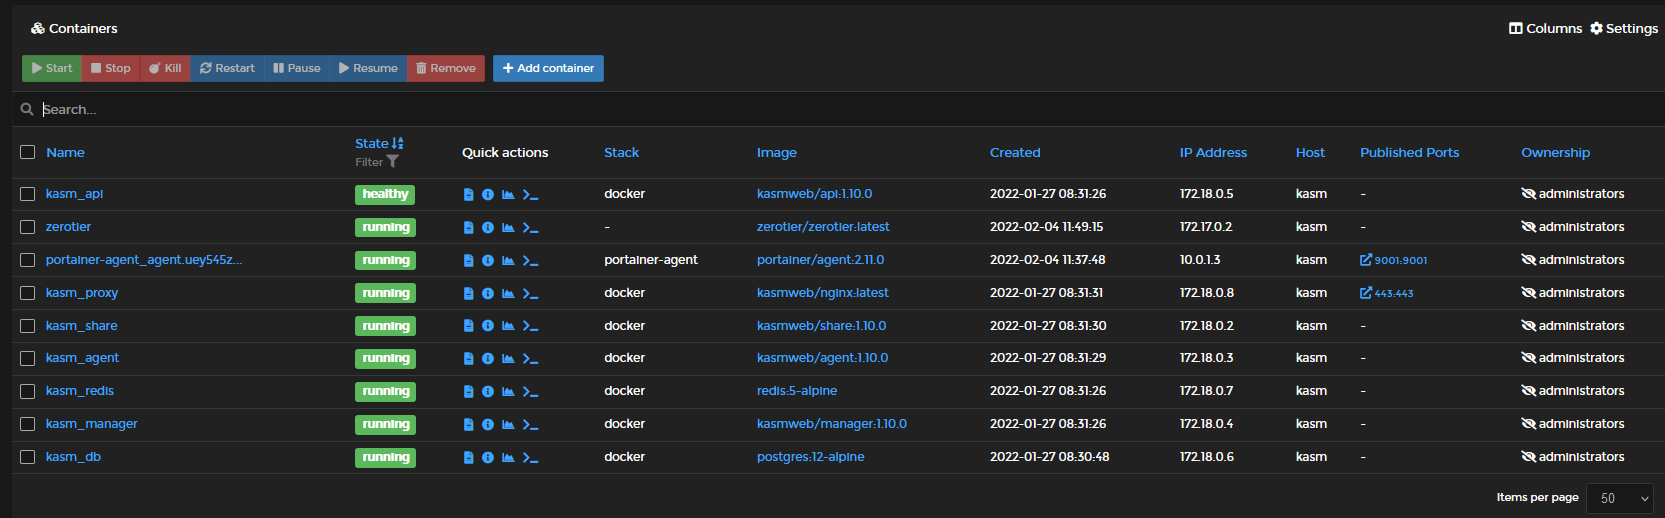 Containers Columns Settings
Start Stop Kill Restart Pause Resume Remove + Add container
Search...
Name State Filter Quick actions Stack Image Created IP Address Host Published Ports Ownership
kasm_api healthy docker kasmweb/api:1.10.0 2022-01-27 08:31:26 172.18.0.5 kasm - administrators
zerotier running - zerotier/zerotier:latest 2022-02-04 11:49:15 172.17.0.2 kasm - administrators
portainer-agent_agent.uey545z... running portainer-agent portainer/agent:2.11.0 2022-02-04 11:37:48 10.0.1.3 kasm 9001:9001 administrators
kasm_proxy running docker kasmweb/nginx:latest 2022-01-27 08:31:31 172.18.0.8 kasm 443:443 administrators
kasm_share running docker kasmweb/share:1.10.0 2022-01-27 08:31:30 172.18.0.2 kasm - administrators
kasm_agent running docker kasmweb/agent:1.10.0 2022-01-27 08:31:29 172.18.0.3 kasm - administrators
kasm_redis running docker redis:5-alpine 2022-01-27 08:31:26 172.18.0.7 kasm - administrators
kasm_manager running docker kasmweb/manager:1.10.0 2022-01-27 08:31:26 172.18.0.4 kasm - administrators
kasm_db running docker postgres:12-alpine 2022-01-27 08:30:48 172.18.0.6 kasm - administrators
Items per page 50